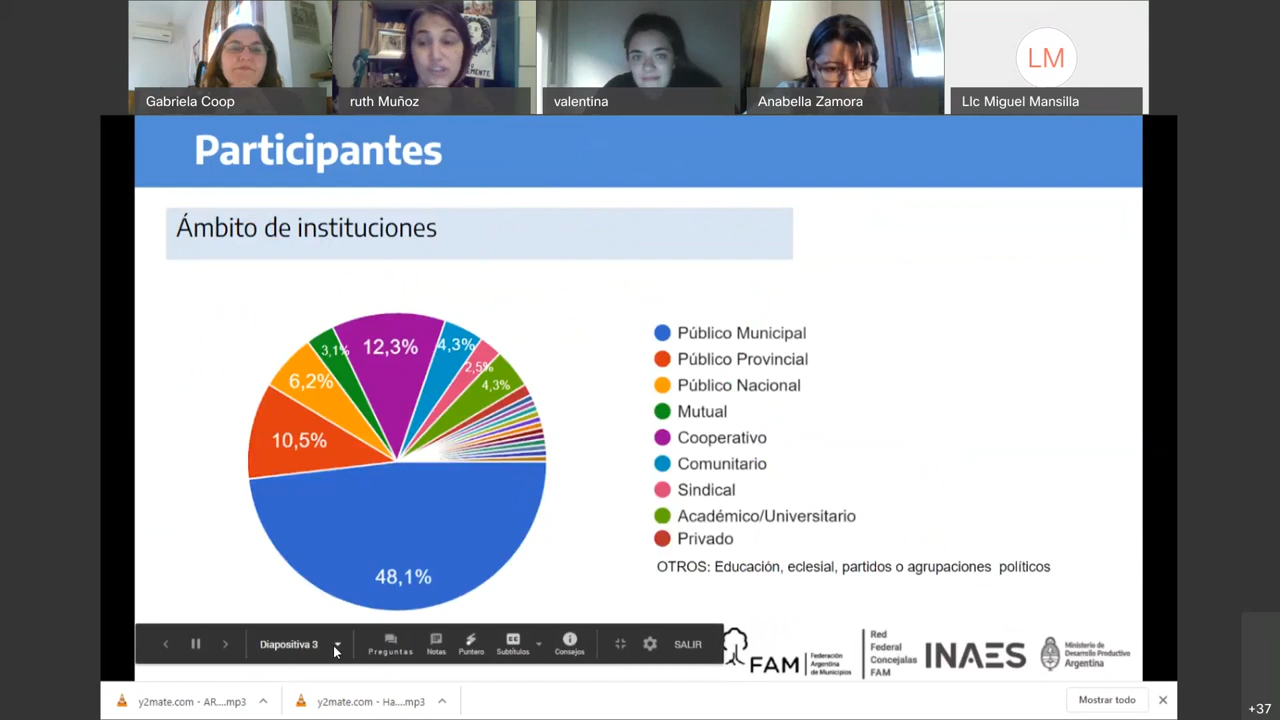 LM
Gabriela Coop
ruth Muñoz
valentina
Anabella Zamora
LIc Miguel Mansilla
Participantes
Ámbito de instituciones
12,3%
4,3%
3,1%
2,5%
6,2%
4,3%
10,5%
48,1%
Público Municipal
Público Provincial
Público Nacional
Mutual
Cooperativo
Comunitario
Sindical
Académico/Universitario
Privado
OTROS: Educación, eclesial, partidos o agrupaciones políticos
Diapositiva 3
Preguntas
Notas
Puntero
Subtítulos
Consejos
SALIR
FAM
Federación
Argentina
de Municipios
Red
Federal
Concejalas
FAM
INAES
Ministerio de
Desarrollo Productivo
Argentina
y2mate.com - AR....mp3
y2mate.com - Ha....mp3
Mostrar todo
+37